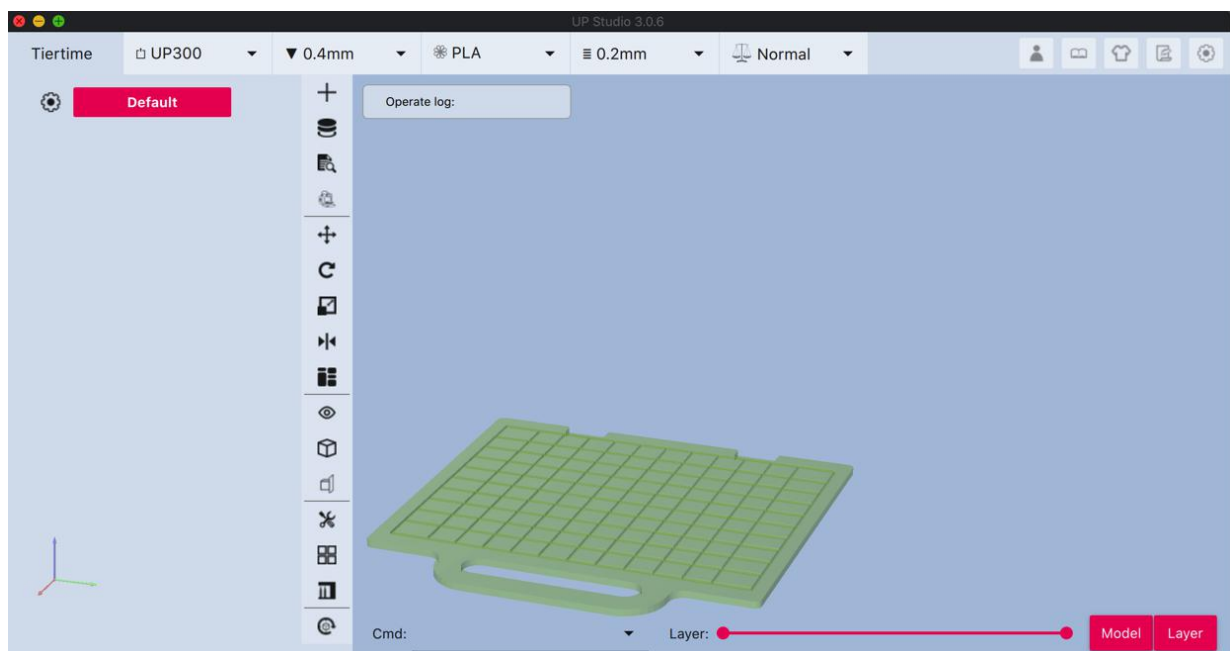 UP Studio 3.0.6
Tiertime UP300 0.4mm PLA 0.2mm Normal
Default
Operate log:
Cmd: Layer: Model Layer